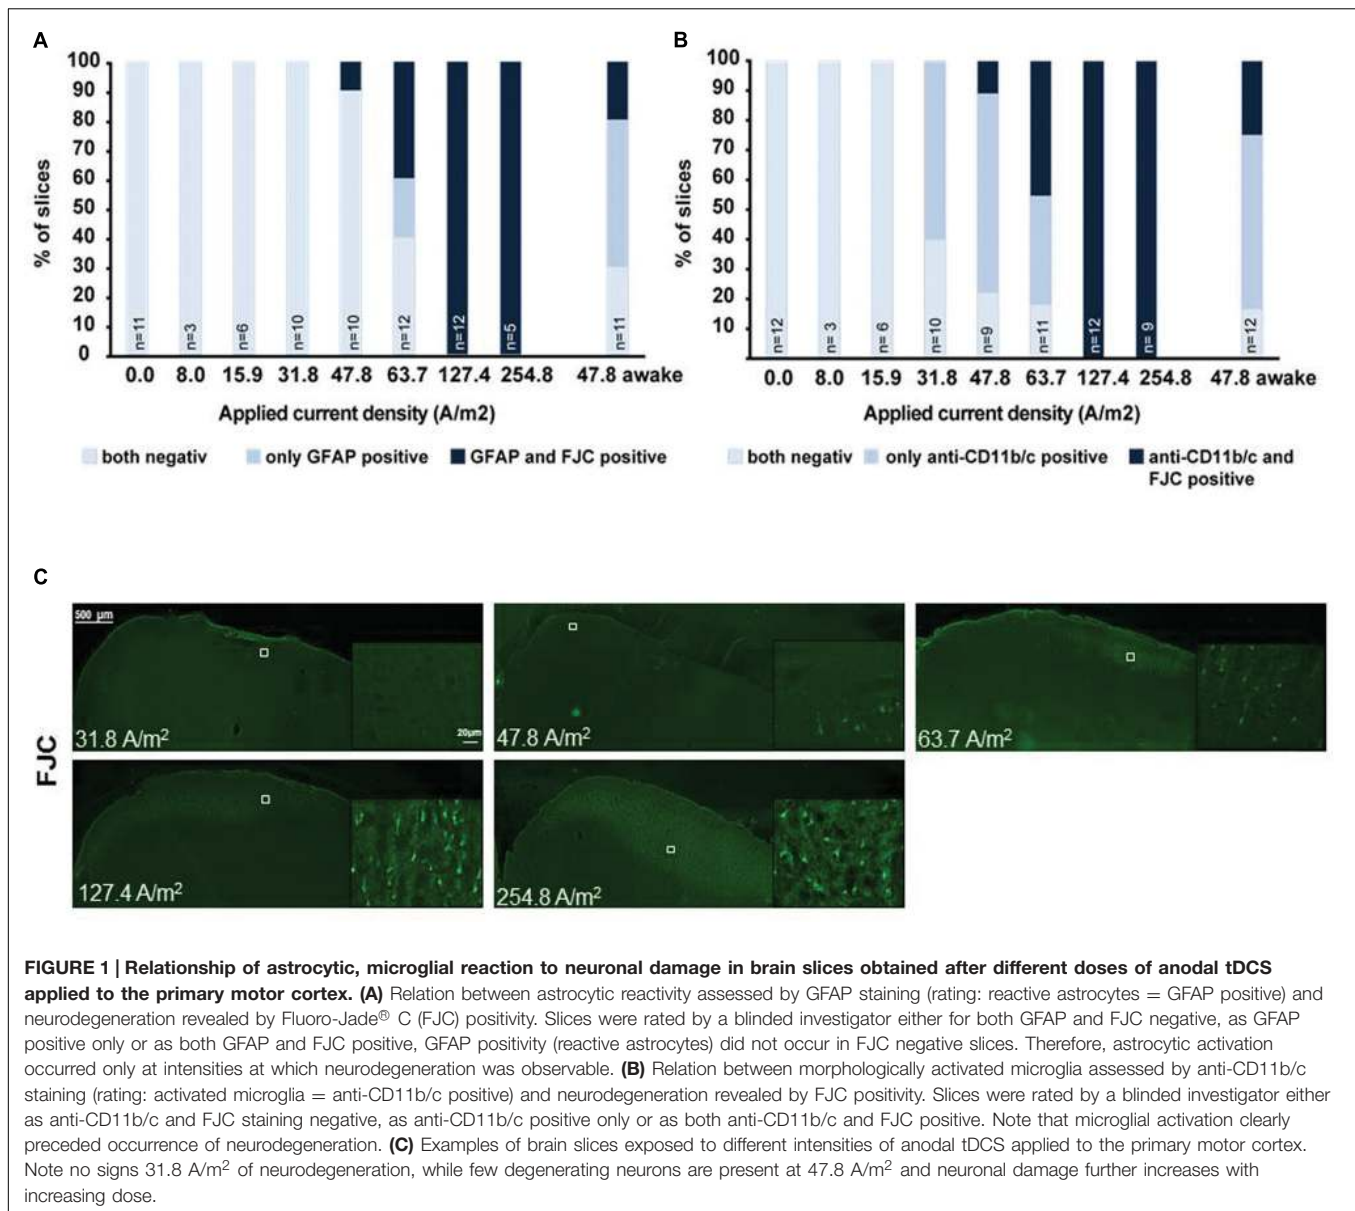 A
100
90
80
70
60
50
40
30
20
10
0
% of slices
n=11
n=3
n=6
n=10
n=10
n=12
n=12
n=5
n=11
0.0 8.0 15.9 31.8 47.8 63.7 127.4 254.8 47.8 awake
Applied current density (A/m2)
both negativ only GFAP positive GFAP and FJC positive
B
100
90
80
70
60
50
40
30
20
10
% of slices
n=12
n= 3
n= 6
n=10
n=9
n=11
n=12
n= 9
n=12
0.0 8.0 15.9 31.8 47.8 63.7 127.4 254.8 47.8 awake
Applied current density (A/m2)
both negativ only anti-CD11b/c positive anti-CD11b/c and
FJC positive
C
FJC
500 µm
31.8 A/m²
20µm
47.8 A/m²
63.7 A/m²
127.4 A/m²
254.8 A/m²
FIGURE 1 | Relationship of astrocytic, microglial reaction to neuronal damage in brain slices obtained after different doses of anodal tDCS
applied to the primary motor cortex. (A) Relation between astrocytic reactivity assessed by GFAP staining (rating: reactive astrocytes = GFAP positive) and
neurodegeneration revealed by Fluoro-Jade® C (FJC) positivity. Slices were rated by a blinded investigator either for both GFAP and FJC negative, as GFAP
positive only or as both GFAP and FJC positive, GFAP positivity (reactive astrocytes) did not occur in FJC negative slices. Therefore, astrocytic activation
occurred only at intensities at which neurodegeneration was observable. (B) Relation between morphologically activated microglia assessed by anti-CD11b/c
staining (rating: activated microglia = anti-CD11b/c positive) and neurodegeneration revealed by FJC positivity. Slices were rated by a blinded investigator either
as anti-CD11b/c and FJC staining negative, as anti-CD11b/c positive only or as both anti-CD11b/c and FJC positive. Note that microglial activation clearly
preceded occurrence of neurodegeneration. (C) Examples of brain slices exposed to different intensities of anodal tDCS applied to the primary motor cortex.
Note no signs 31.8 A/m² of neurodegeneration, while few degenerating neurons are present at 47.8 A/m² and neuronal damage further increases with
increasing dose.